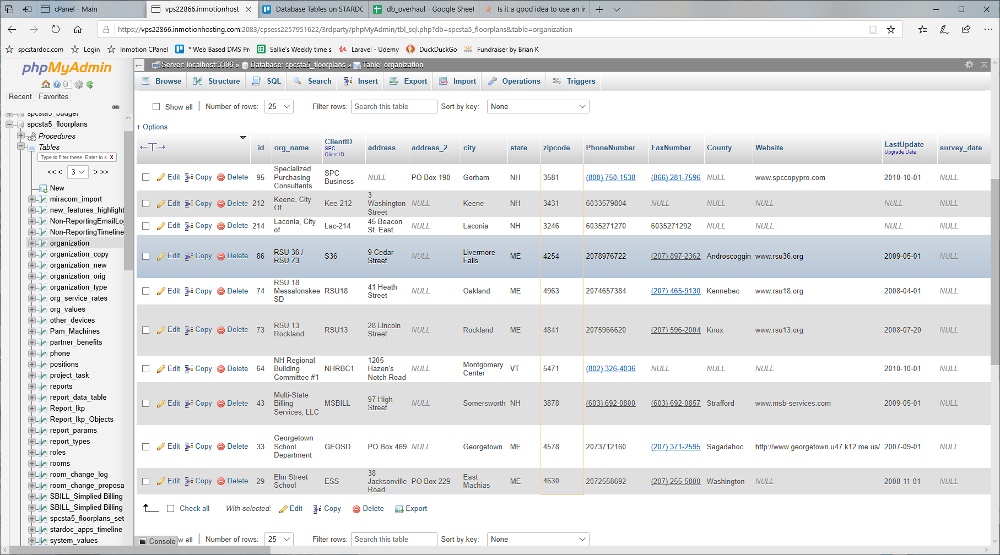 cPanel - Main
vps22866.inmotionhost
Database Tables on STARDC
db_overhaul - Google Sheet
Is it a good idea to use an ir
https://vps22866.inmotionhosting.com:2083/cpsess2257951622/3rdparty/phpMyAdmin/tbl_sql.php?db=spcsta5_floorplans&table=organization
spcstardoc.com
Login
Inmotion CPanel
* Web Based DMS Pr
Sallie's Weekly time s
Laravel - Udemy
DuckDuckGo
Fundraiser by Brian K
phpMyAdmin
Recent
Favorites
spcsta5_budget
spcsta5_floorplans
Procedures
Tables
Type to filter these, Enter to s X
<< < 3 > >>
New
miracom_import
new_features_highlight
Non-ReportingEmailLo
Non-ReportingTimeline
organization
organization_copy
organization_new
organization_orig
organization_type
org_service_rates
org_values
other_devices
Pam_Machines
partner_benefits
phone
positions
project_task
reports
report_data_table
Report_lkp
Report_lkp_Objects
report_params
report_types
roles
rooms
room_change_log
room_change_proposa
SBILL_Simplied Billing
SBILL_Simplied Billing
spcsta5_floorplans_set
stardoc_apps_timeline
system_values
Server: localhost:3306 » Database: spcsta5_floorplans » Table: organization
Browse Structure SQL Search Insert Export Import Operations Triggers
Show all | Number of rows: 25 Filter rows: Search this table Sort by key: None
+ Options
←T→ id org_name ClientID address address_2 city state zipcode PhoneNumber FaxNumber County Website LastUpdate survey_date
SPC
Client ID
Upgrade Date
Edit Copy Delete 95 Specialized Purchasing Consultants SPC Business NULL PO Box 190 Gorham NH 3581 (800) 750-1538 (866) 281-7596 NULL www.spccopypro.com 2010-10-01 NULL
Edit Copy Delete 212 Keene, City Of Kee-212 3 Washington Street NULL Keene NH 3431 6033579804 NULL NULL NULL NULL NULL
Edit Copy Delete 214 Laconia, City of Lac-214 45 Beacon St. East NULL Laconia NH 3246 6035271270 6035271292 NULL NULL NULL NULL
Edit Copy Delete 86 RSU 36 / RSU 73 S36 9 Cedar Street NULL Livermore Falls ME 4254 2078976722 (207) 897-2362 Androscoggin www.rsu36.org 2009-05-01 NULL
Edit Copy Delete 74 RSU 18 Messalonskee SD RSU18 41 Heath Street NULL Oakland ME 4963 2074657384 (207) 465-9130 Kennebec www.rsu18.org 2008-04-01 NULL
Edit Copy Delete 73 RSU 13 Rockland RSU13 28 Lincoln Street NULL Rockland ME 4841 2075966620 (207) 596-2004 Knox www.rsu13.org 2008-07-20 NULL
Edit Copy Delete 64 NH Regional Building Committee #1 NHRBC1 1205 Hazen's Notch Road NULL Montgomery Center VT 5471 (802) 326-4036 NULL NULL NULL 2010-10-01 NULL
Edit Copy Delete 43 Multi-State Billing Services, LLC MSBILL 97 High Street NULL Somersworth NH 3878 (603) 692-0800 (603) 692-0857 Strafford www.msb-services.com 2009-05-01 NULL
Edit Copy Delete 33 Georgetown School Department GEOSD PO Box 469 NULL Georgetown ME 4578 2073712160 (207) 371-2595 Sagadahoc http://www.georgetown.u47.k12.me.us/ 2007-09-01 NULL
Edit Copy Delete 29 Elm Street School ESS 38 Jacksonville Road PO Box 229 East Machias ME 4630 2072558692 (207) 255-5800 Washington NULL 2008-11-01 NULL
Check all With selected: Edit Copy Delete Export
Console
w all | Number of rows: 25 Filter rows: Search this table Sort by key: None